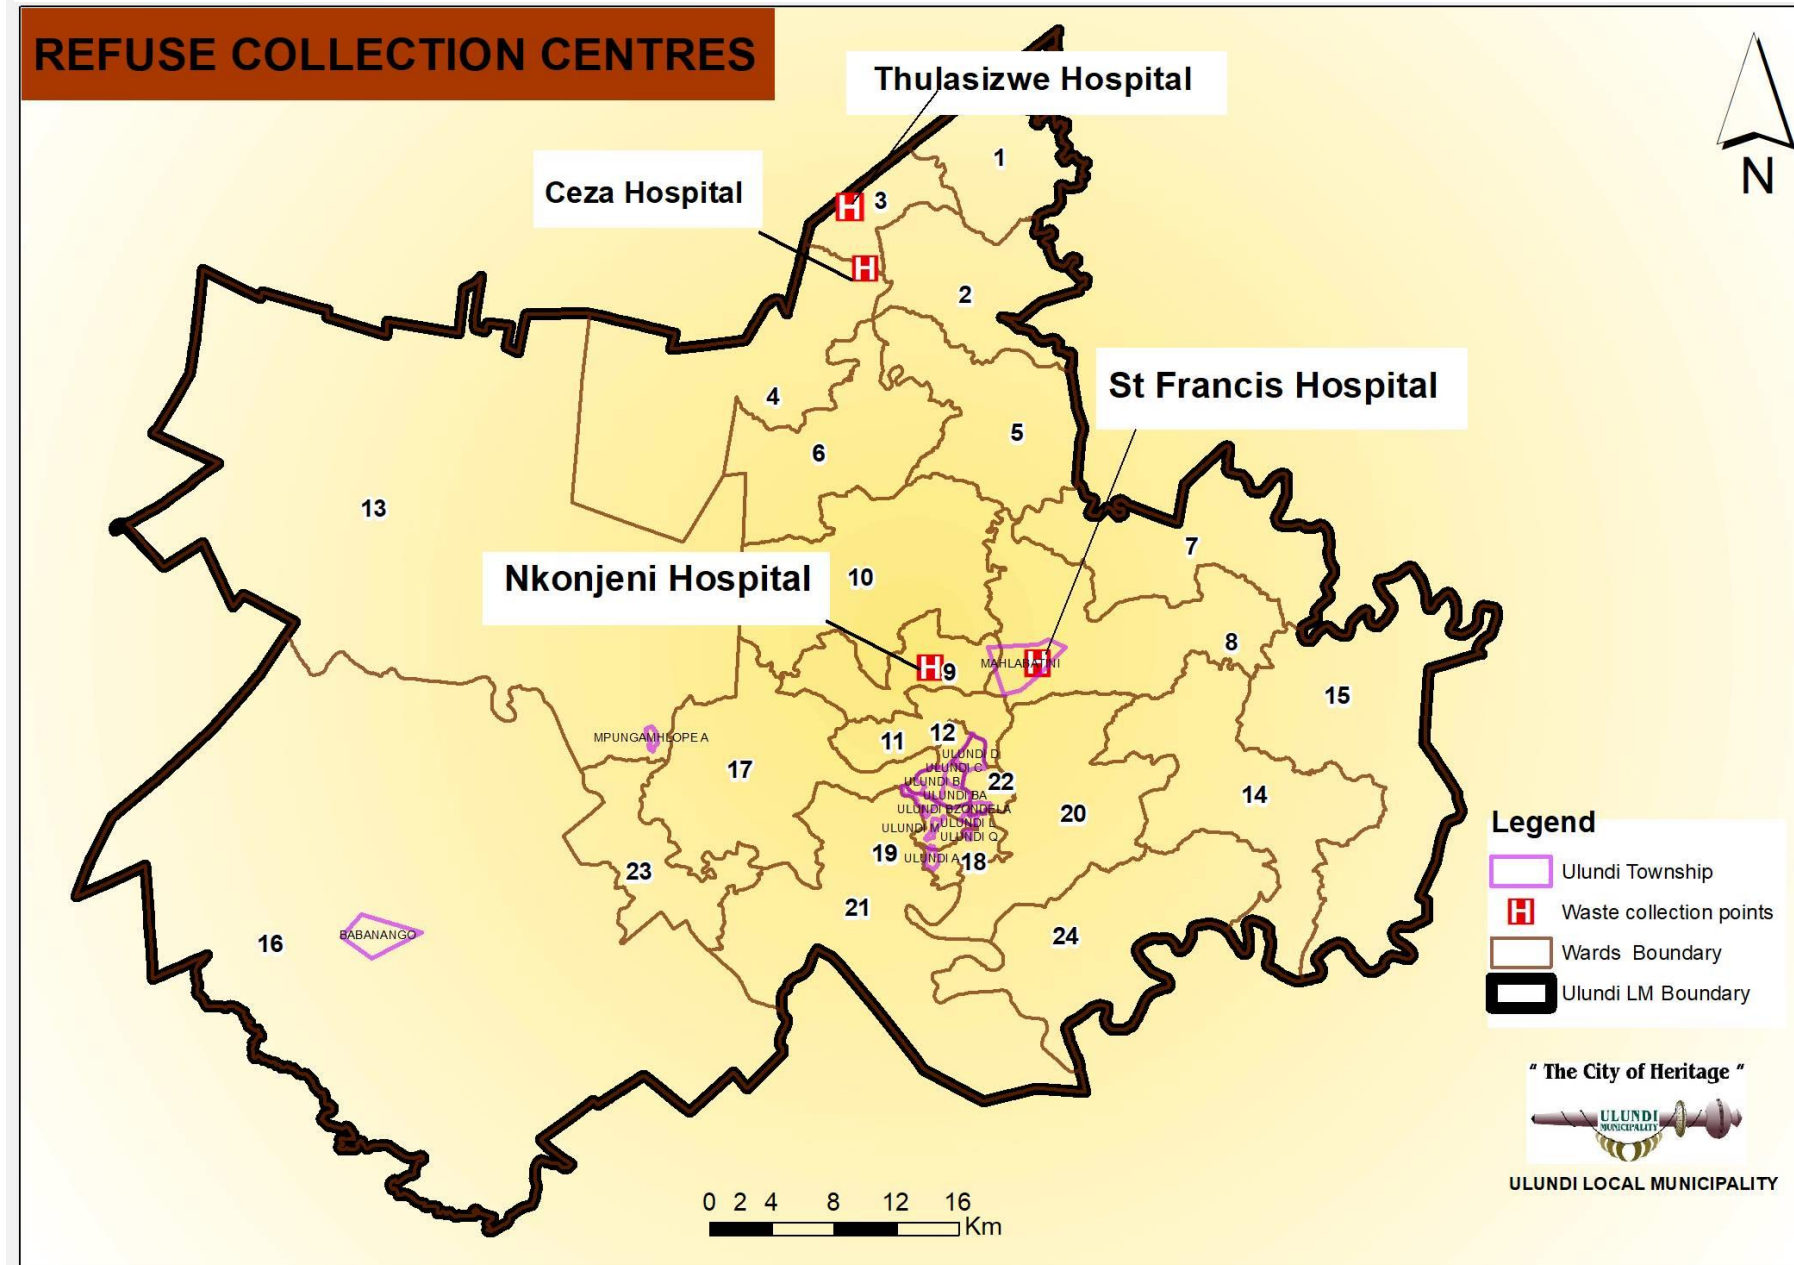 REFUSE COLLECTION CENTRES
Thulasizwe Hospital
Ceza Hospital
St Francis Hospital
Nkonjeni Hospital
N
1
3
H
H
2
4
5
6
13
7
10
8
H
9
MAHLABATINI
H
15
MPUNGAMHLOPE A
11
12
17
ULUNDI D
ULUNDI C
ULUNDI B
22
ULUNDI BA
ULUNDI BZONDELA
20
14
ULUNDI M
ULUNDI L
ULUNDI Q
19
ULUNDI A
18
23
21
16
BABANANGO
24
Legend
Ulundi Township
H Waste collection points
Wards Boundary
Ulundi LM Boundary
" The City of Heritage "
ULUNDI
MUNICIPALITY
ULUNDI LOCAL MUNICIPALITY
0 2 4 8 12 16
Km